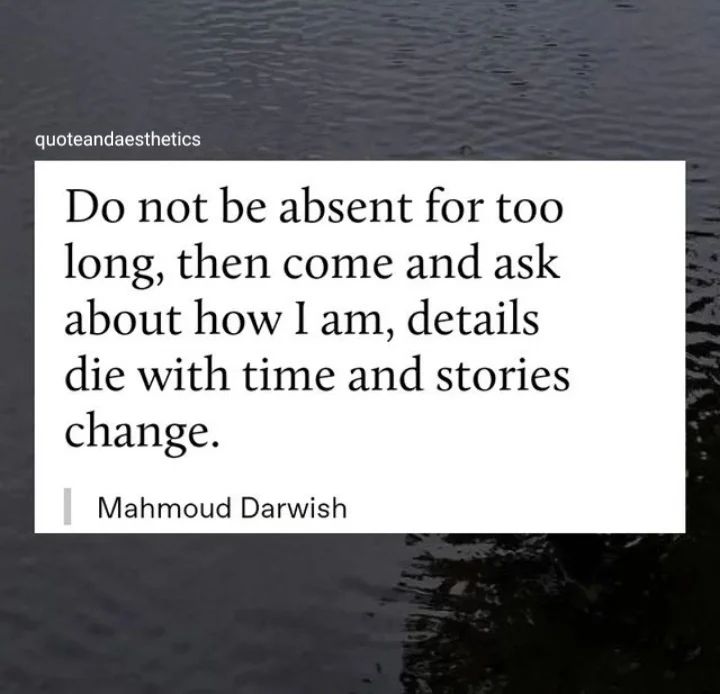 quoteandaesthetics
Do not be absent for too
long, then come and ask
about how I am, details
die with time and stories
change.
Mahmoud Darwish